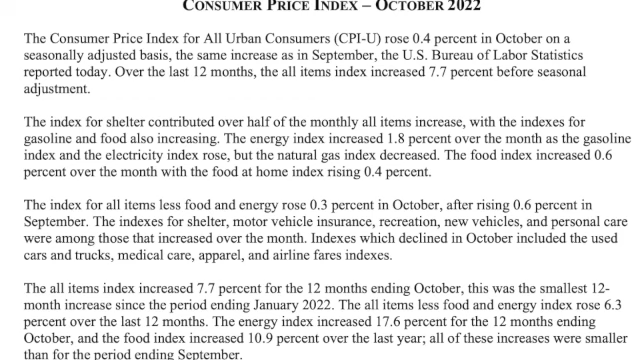 CONSUMER PRICE INDEX – OCTOBER 2022
The Consumer Price Index for All Urban Consumers (CPI-U) rose 0.4 percent in October on a
seasonally adjusted basis, the same increase as in September, the U.S. Bureau of Labor Statistics
reported today. Over the last 12 months, the all items index increased 7.7 percent before seasonal
adjustment.
The index for shelter contributed over half of the monthly all items increase, with the indexes for
gasoline and food also increasing. The energy index increased 1.8 percent over the month as the gasoline
index and the electricity index rose, but the natural gas index decreased. The food index increased 0.6
percent over the month with the food at home index rising 0.4 percent.
The index for all items less food and energy rose 0.3 percent in October, after rising 0.6 percent in
September. The indexes for shelter, motor vehicle insurance, recreation, new vehicles, and personal care
were among those that increased over the month. Indexes which declined in October included the used
cars and trucks, medical care, apparel, and airline fares indexes.
The all items index increased 7.7 percent for the 12 months ending October, this was the smallest 12-
month increase since the period ending January 2022. The all items less food and energy index rose 6.3
percent over the last 12 months. The energy index increased 17.6 percent for the 12 months ending
October, and the food index increased 10.9 percent over the last year; all of these increases were smaller
than for the period ending September.